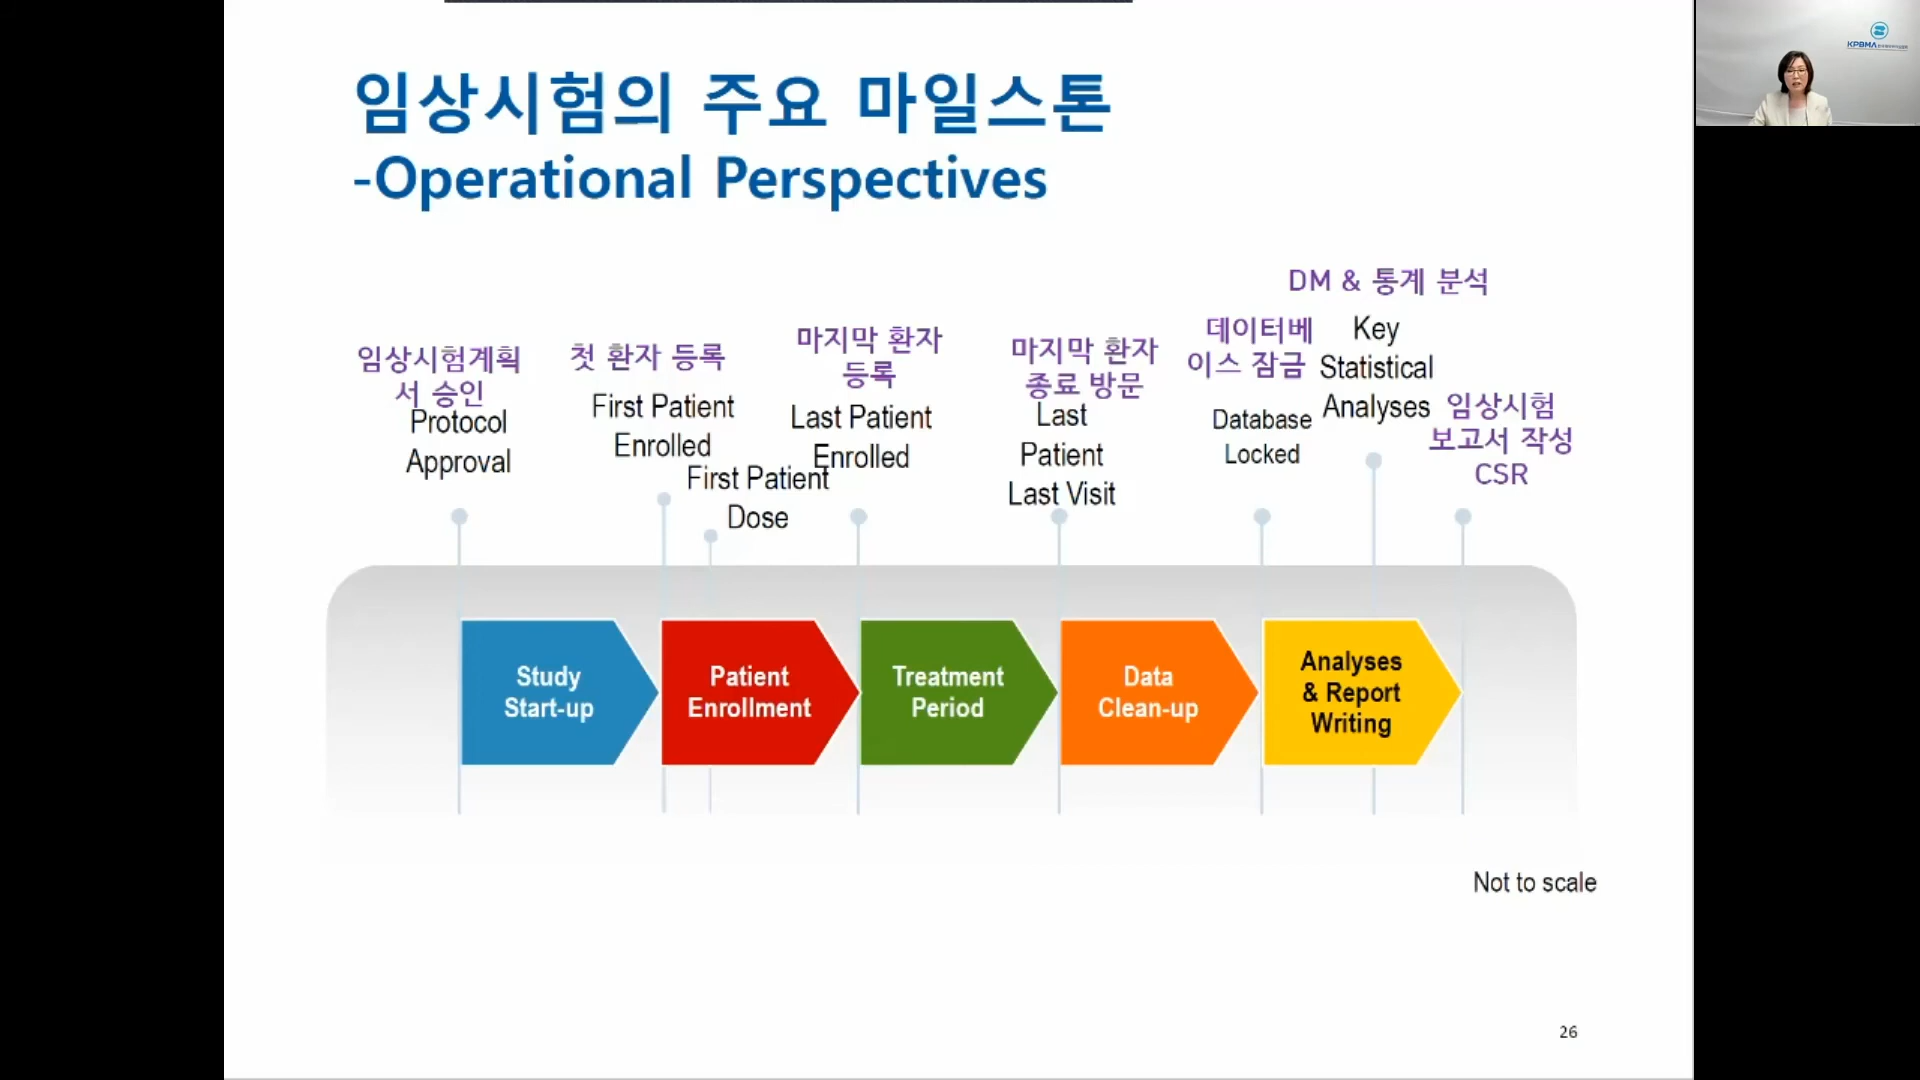 임상시험의 주요 마일스톤
-Operational Perspectives
KPBMA
임상시험계획
서 승인
Protocol
Approval
첫 환자 등록
First Patient
Enrolled
First Patient
Dose
마지막 환자
등록
Last Patient
Enrolled
마지막 환자
종료 방문
Last
Patient
Last Visit
데이터베
이스 잠금
Database
Locked
DM & 통계 분석
Key
Statistical
Analyses
임상시험
보고서 작성
CSR
Study
Start-up
Patient
Enrollment
Treatment
Period
Data
Clean-up
Analyses
& Report
Writing
Not to scale
26